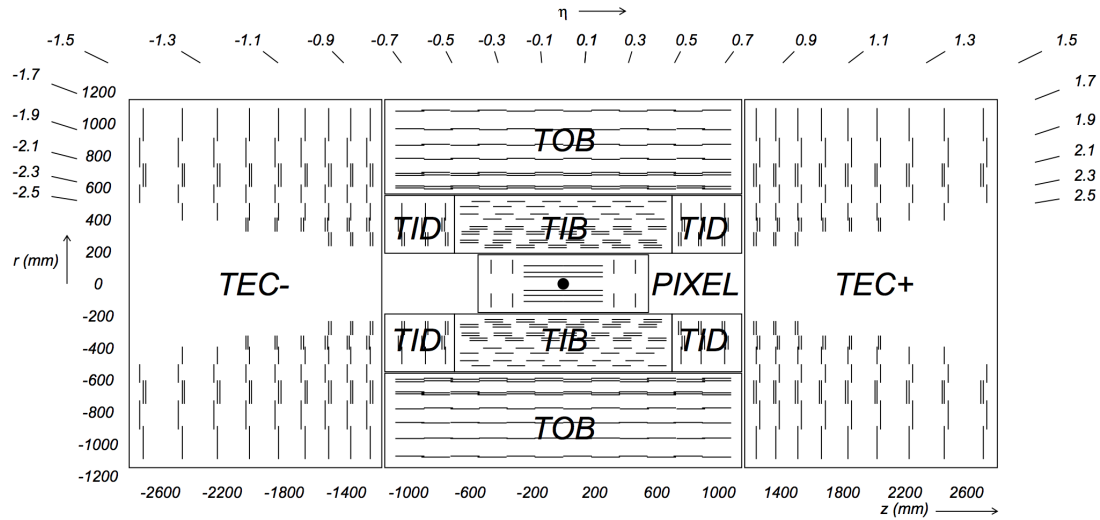 η
-1.5 -1.3 -1.1 -0.9 -0.7 -0.5 -0.3 -0.1 0.1 0.3 0.5 0.7 0.9 1.1 1.3 1.5
-1.7 1.7
1200
-1.9 1.9
1000
TOB
-2.1 2.1
800
-2.3 2.3
600
-2.5 2.5
400
TID TIB TID
200
r (mm)
0
TEC- PIXEL TEC+
-200
TID TIB TID
-400
-600
-800
TOB
-1000
-1200
-2600 -2200 -1800 -1400 -1000 -600 -200 200 600 1000 1400 1800 2200 2600
z (mm)